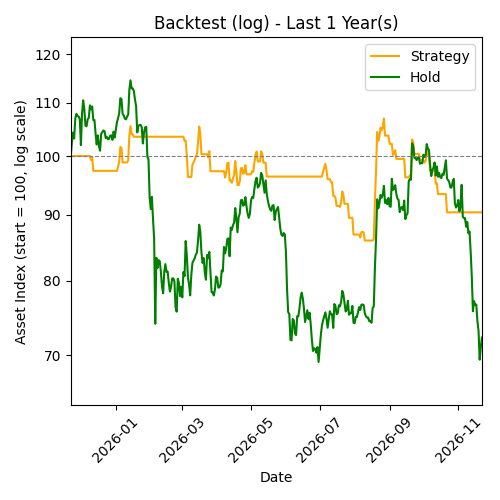 Backtest (log) - Last 1 Year(s)
Strategy
Hold
Asset Index (start = 100, log scale)
120
110
100
90
80
70
2026-01
2026-03
2026-05
2026-07
2026-09
2026-11
Date